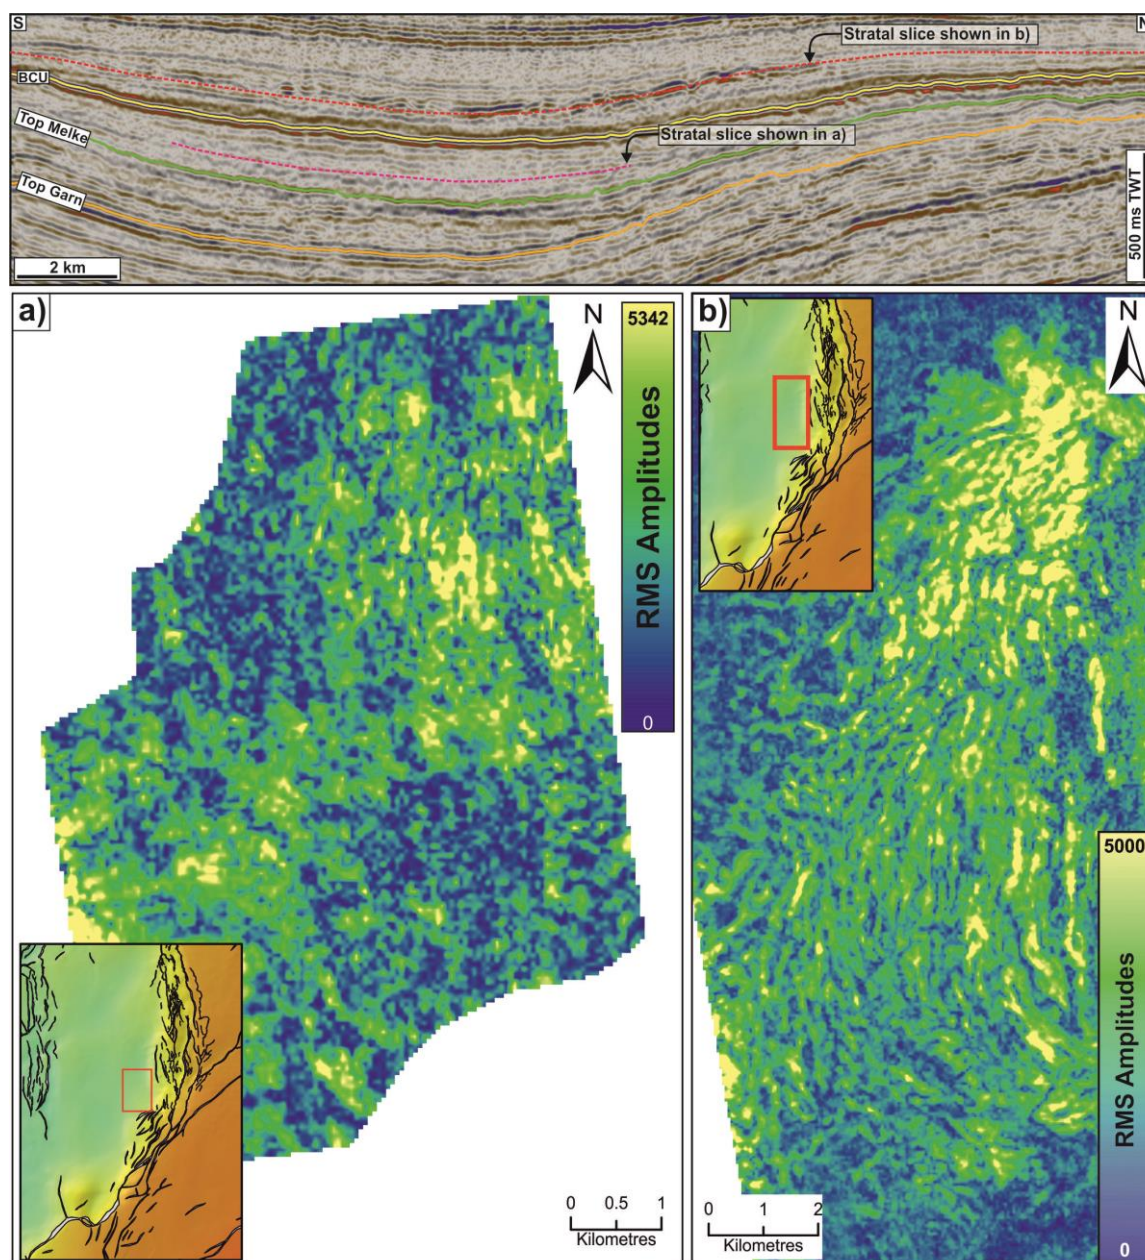 S
N
Stratal slice shown in b)
BCU
Top Melke
Stratal slice shown in a)
Top Garn
2 km
500 ms TWT
a)
5342
RMS Amplitudes
0
N
0 0.5 1
Kilometres
b)
N
5000
RMS Amplitudes
0
0 1 2
Kilometres